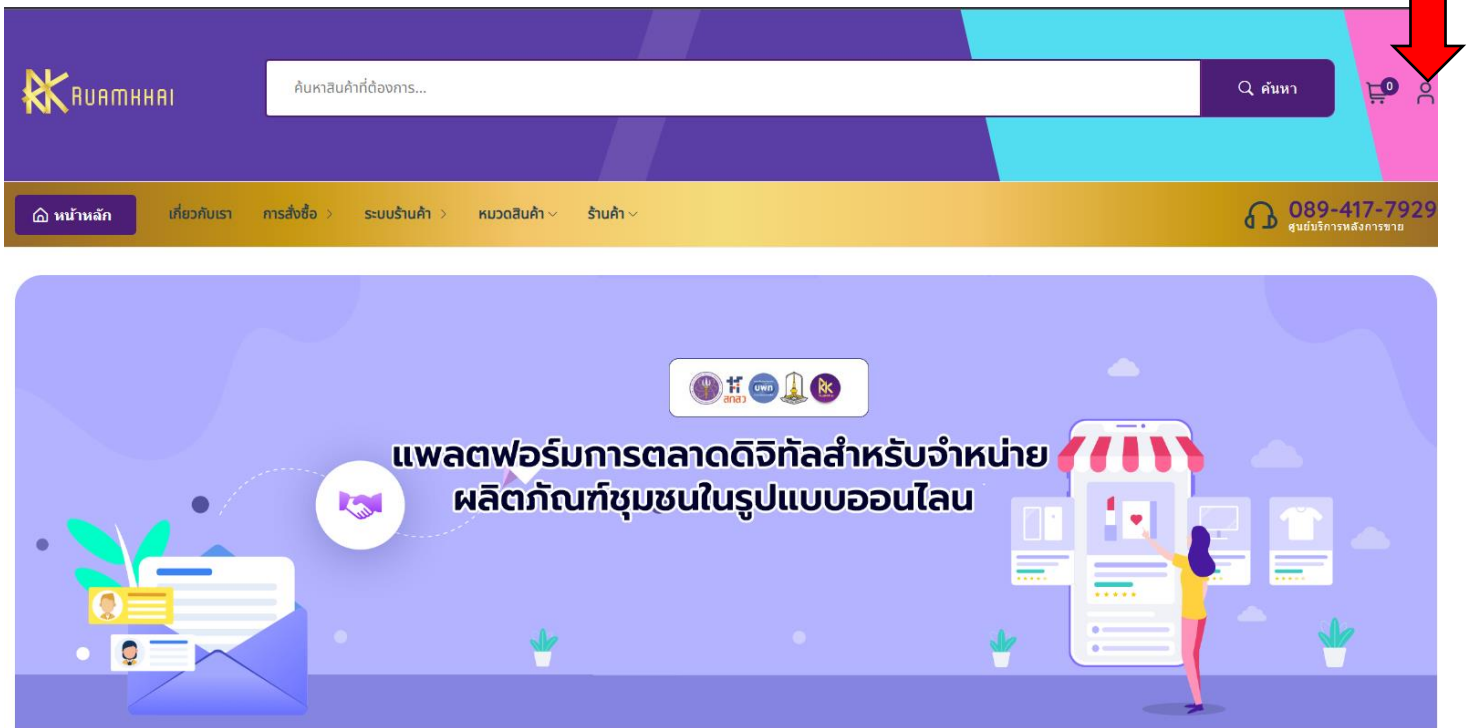 RUAMKHAI
ค้นหาสินค้าที่ต้องการ...
ค้นหา
0
หน้าหลัก
เกี่ยวกับเรา
การสั่งซื้อ
ระบบร้านค้า
หมวดสินค้า
ร้านค้า
089-417-7929
ศูนย์บริการหลังการขาย
สกสว
บพท
RK
แพลตฟอร์มการตลาดดิจิทัลสำหรับจำหน่าย
ผลิตภัณฑ์ชุมชนในรูปแบบออนไลน